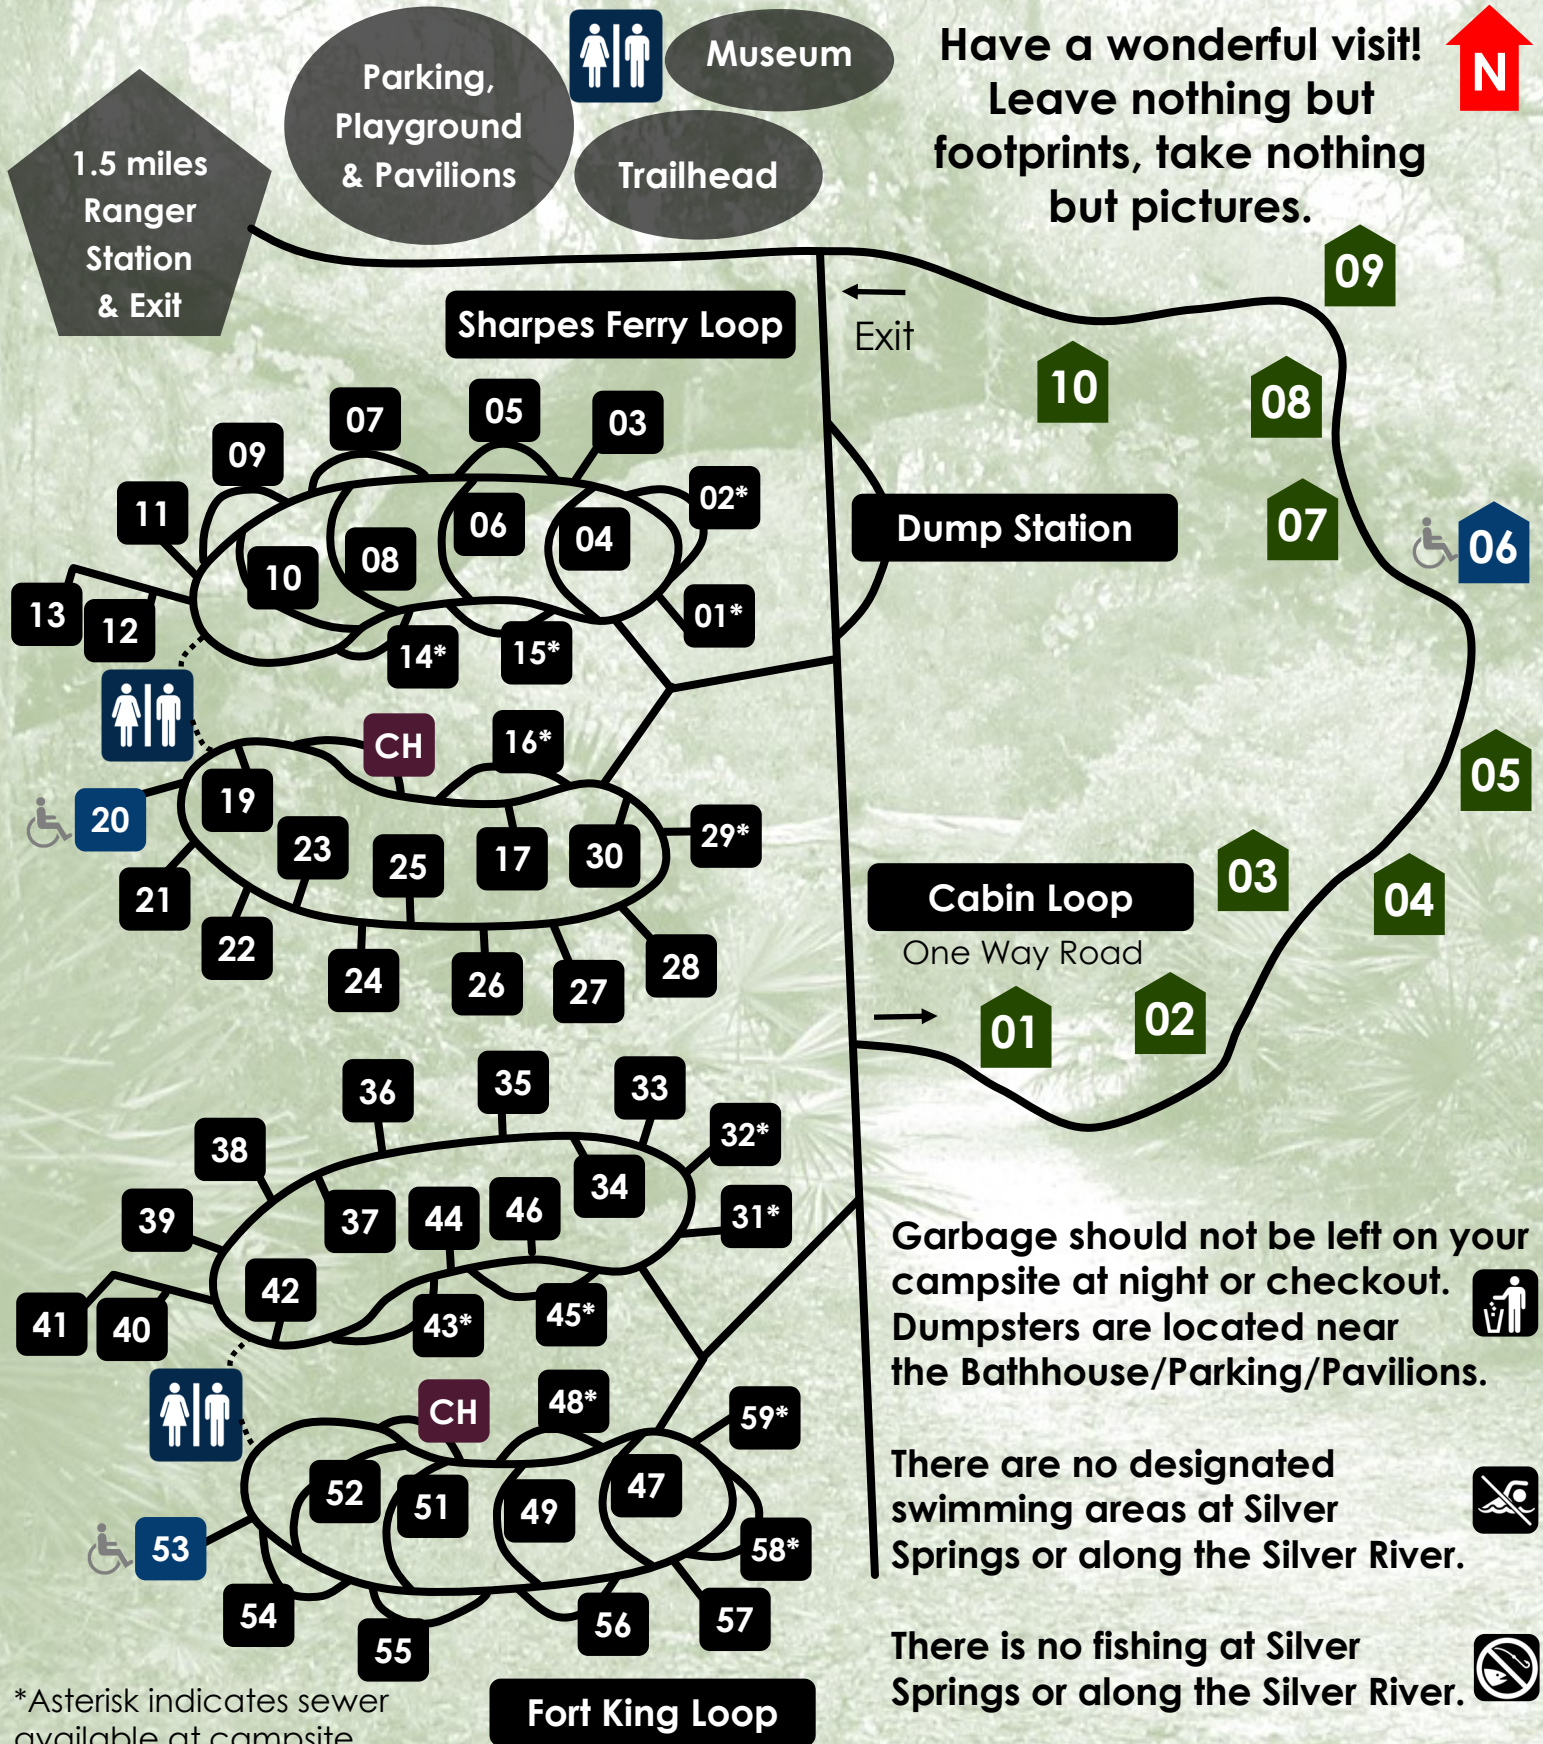 Have a wonderful visit!
Leave nothing but
footprints, take nothing
but pictures.
N
Museum
Parking,
Playground
& Pavilions
Trailhead
1.5 miles
Ranger
Station
& Exit
Sharpes Ferry Loop
Exit
09
10
08
07
06
05
04
03
02
01
Dump Station
Cabin Loop
One Way Road
07
05
03
09
02*
11
06
04
08
10
13
12
01*
14*
15*
CH
16*
19
20
23
25
17
30
29*
21
22
24
26
27
28
36
35
33
32*
38
34
39
37
44
46
31*
42
41
40
43*
45*
CH
48*
59*
52
51
49
47
53
58*
54
55
56
57
Garbage should not be left on your
campsite at night or checkout.
Dumpsters are located near
the Bathhouse/Parking/Pavilions.
There are no designated
swimming areas at Silver
Springs or along the Silver River.
There is no fishing at Silver
Springs or along the Silver River.
*Asterisk indicates sewer
available at campsite
Fort King Loop